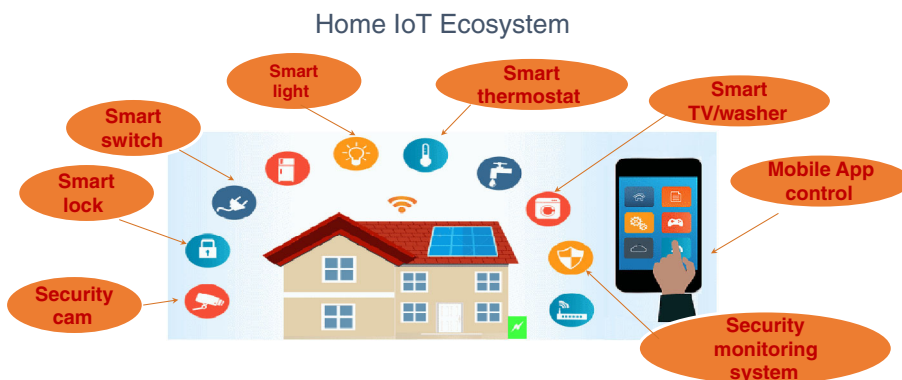 Home IoT Ecosystem
Smart
light
Smart
thermostat
Smart
TV/washer
Smart
switch
Smart
lock
Mobile App
control
Security
cam
Security
monitoring
system